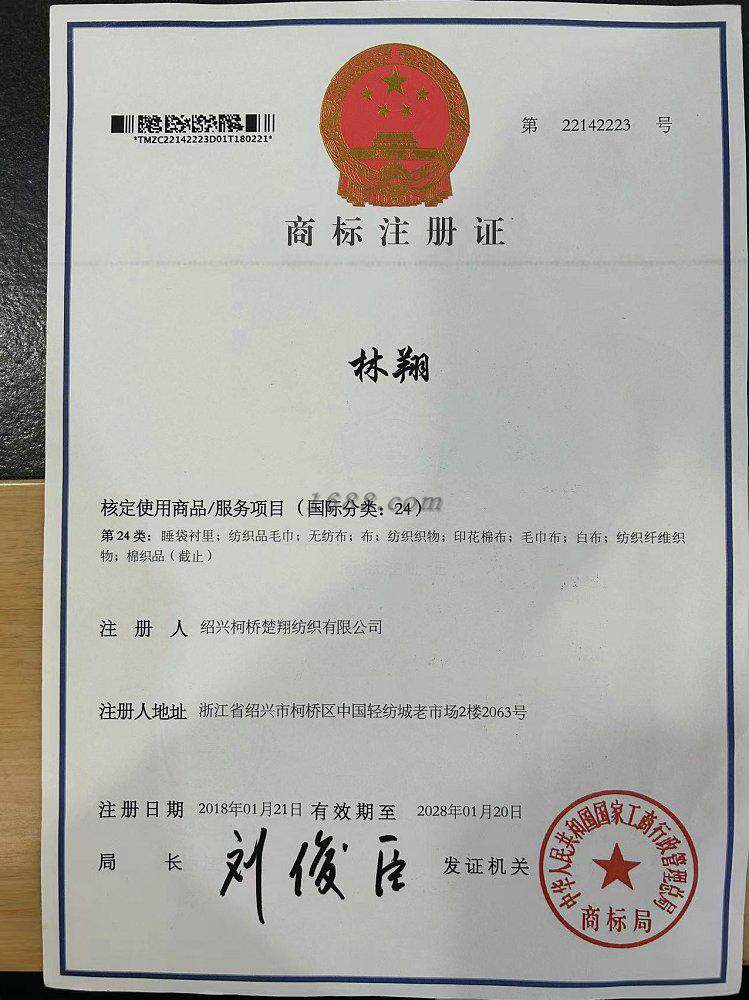 第 22142223 号
*TMZC22142223D01T180221*
商标注册证
林翔
1688.com
核定使用商品/服务项目（国际分类：24）
第24类：睡袋衬里；纺织品毛巾；无纺布；布；纺织织物；印花棉布；毛巾布；白布；纺织纤维织
物；棉织品（截止）
注册人 绍兴柯桥楚翔纺织有限公司
注册人地址 浙江省绍兴市柯桥区中国轻纺城老市场2楼2063号
注册日期 2018年01月21日 有效期至 2028年01月20日
局长 刘俊臣 发证机关
中华人民共和国国家工商行政管理总局
商标局